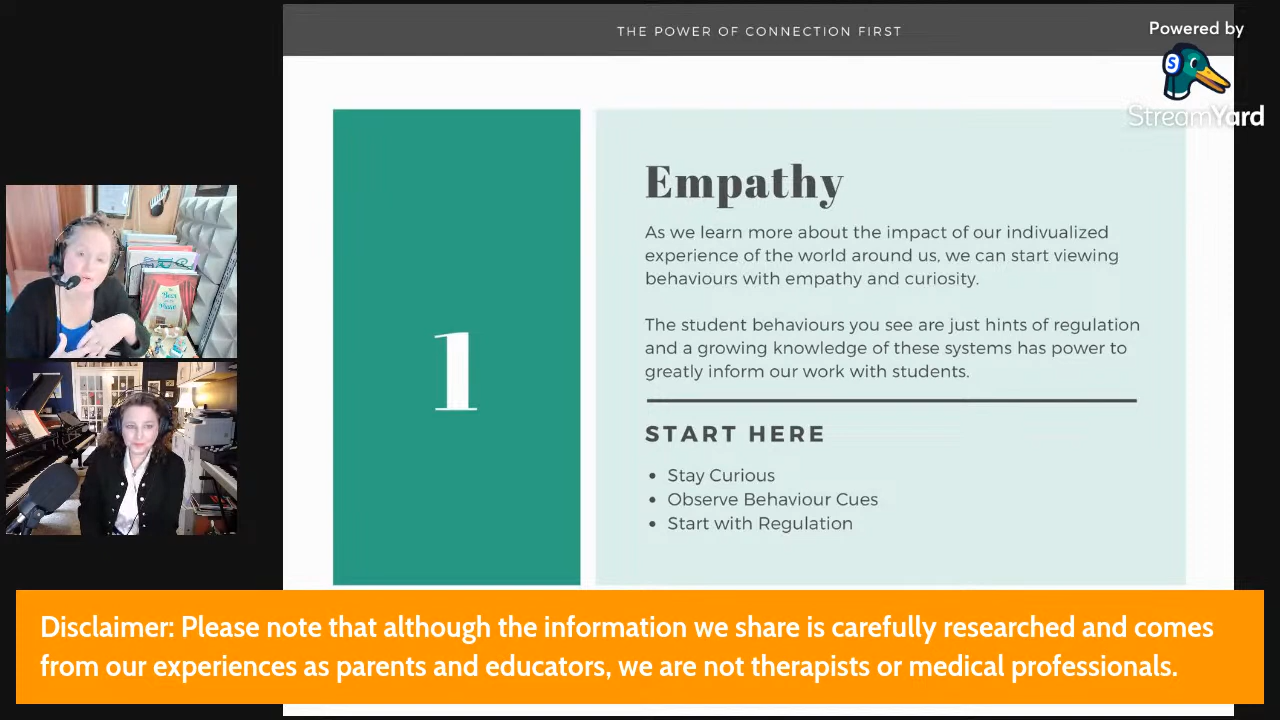 THE POWER OF CONNECTION FIRST
Powered by
S
StreamYard
1
Empathy
As we learn more about the impact of our indivualized
experience of the world around us, we can start viewing
behaviours with empathy and curiosity.
The student behaviours you see are just hints of regulation
and a growing knowledge of these systems has power to
greatly inform our work with students.
START HERE
• Stay Curious
• Observe Behaviour Cues
• Start with Regulation
Disclaimer: Please note that although the information we share is carefully researched and comes
from our experiences as parents and educators, we are not therapists or medical professionals.